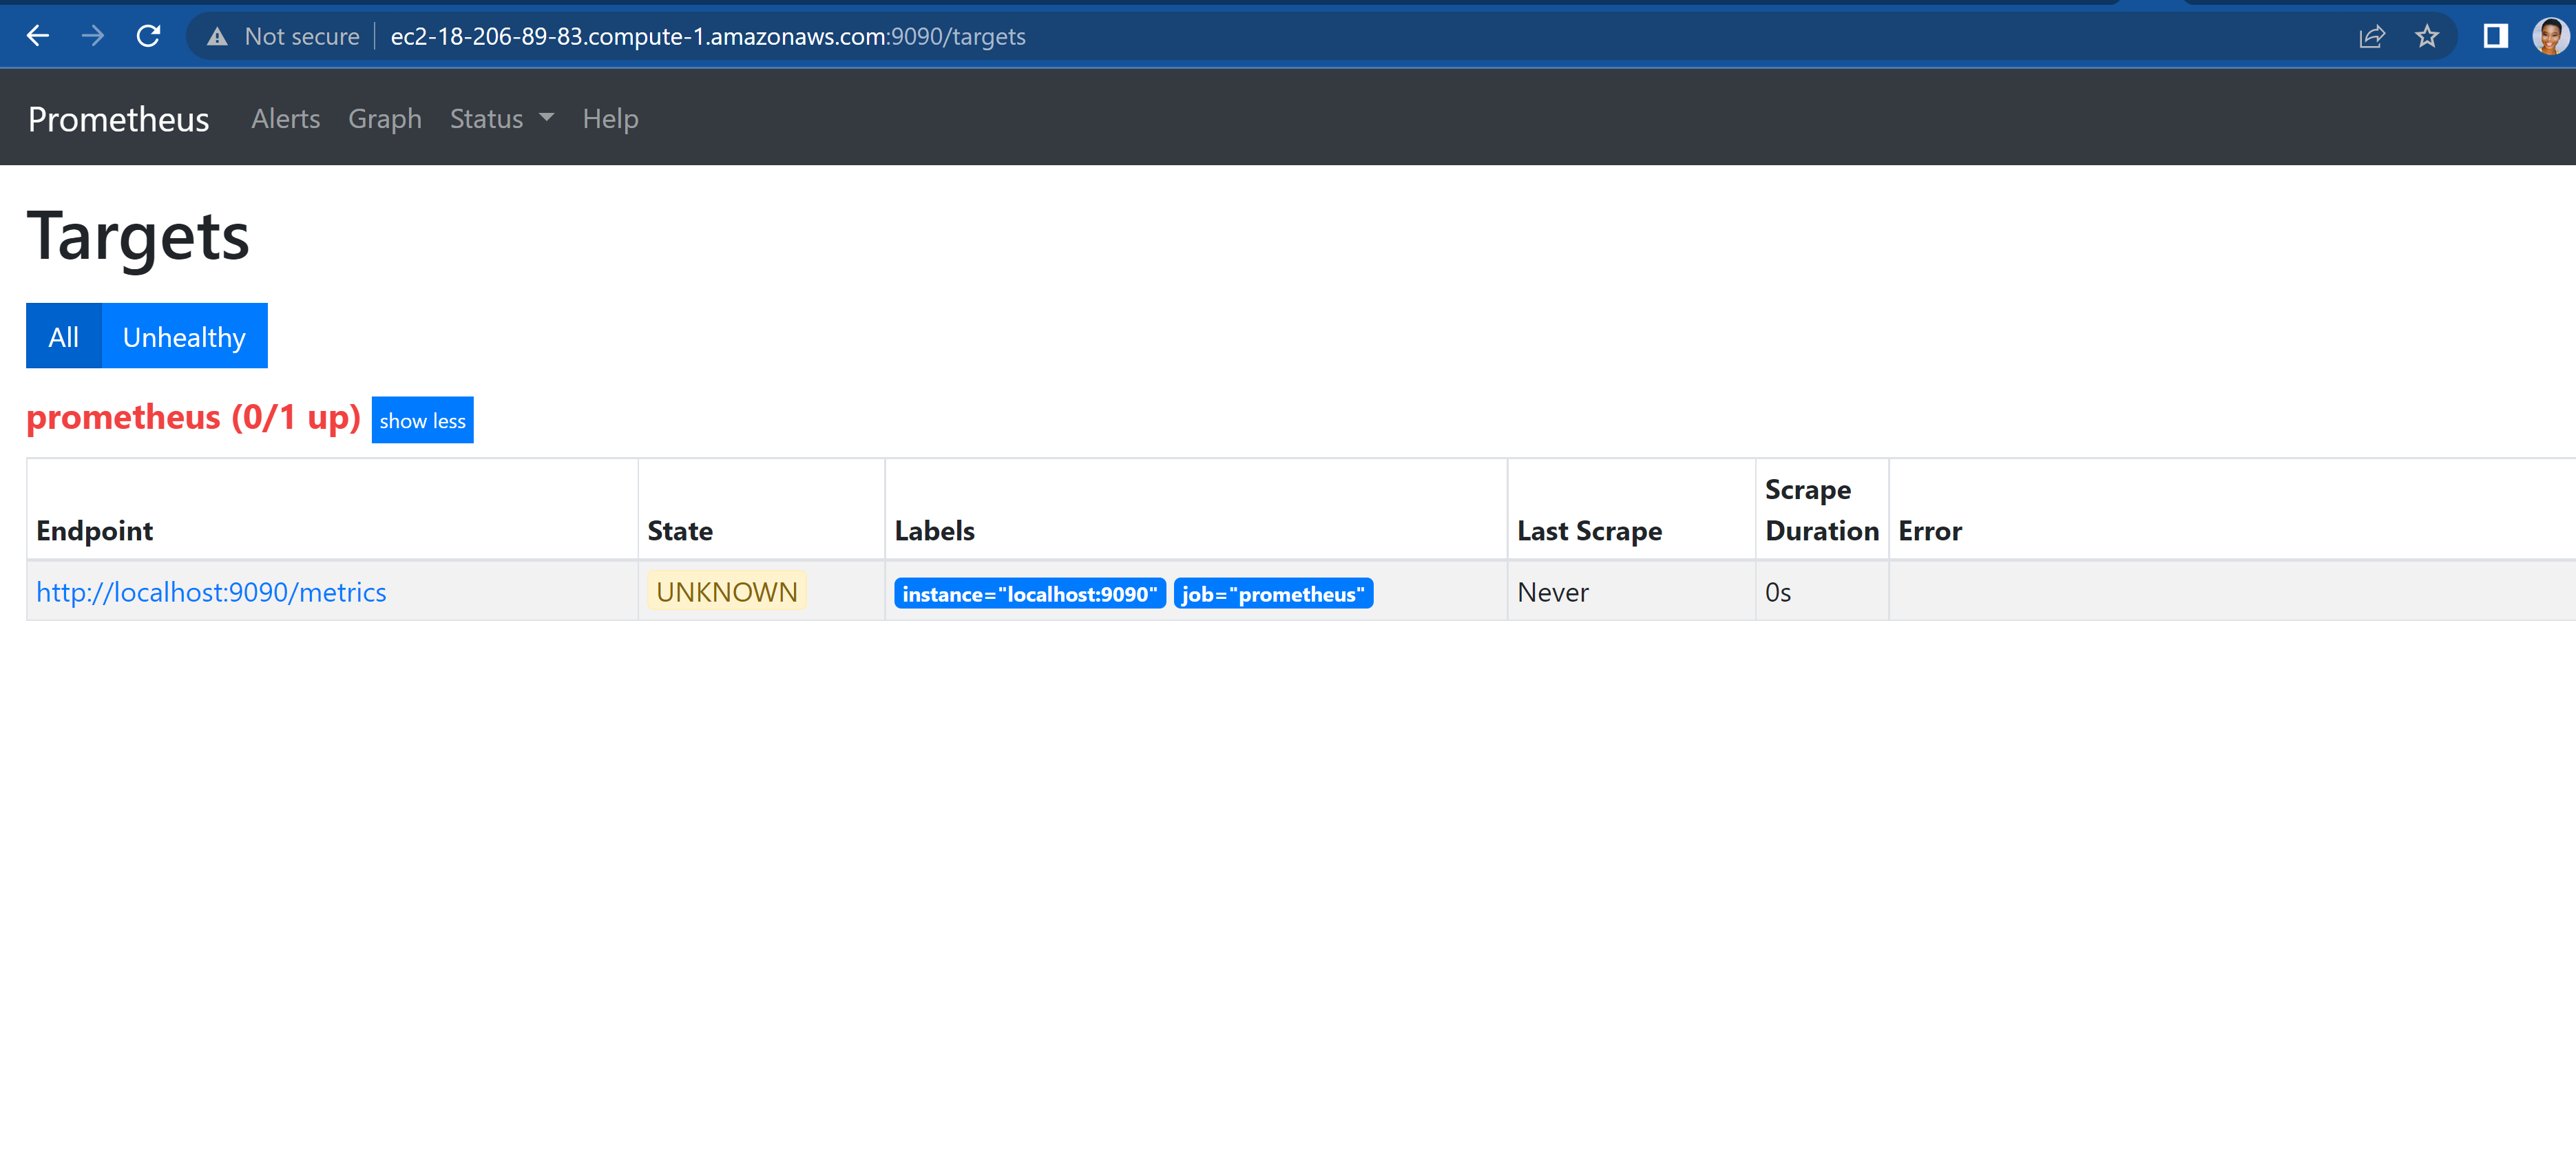 Not secure ec2-18-206-89-83.compute-1.amazonaws.com:9090/targets
Prometheus Alerts Graph Status Help
Targets
All Unhealthy
prometheus (0/1 up) show less
Endpoint State Labels Last Scrape Scrape Duration Error
http://localhost:9090/metrics UNKNOWN instance="localhost:9090" job="prometheus" Never 0s